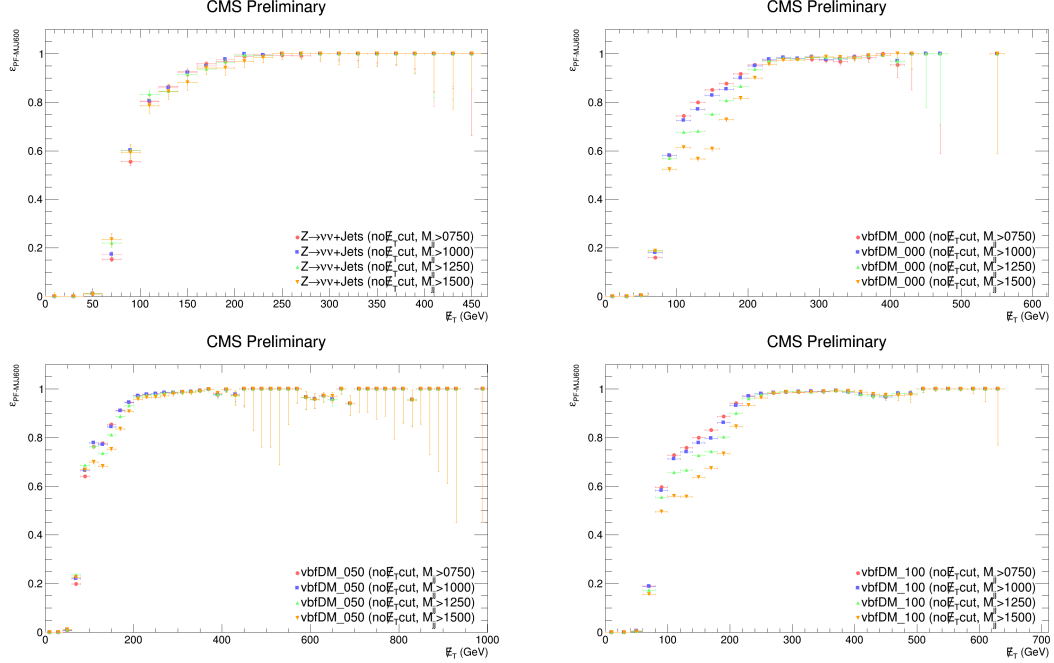 CMS Preliminary
ε_PF-MJJ600
1
0.8
0.6
0.4
0.2
0
Z→νν+Jets (noE̸_T cut, M_jj>0750)
Z→νν+Jets (noE̸_T cut, M_jj>1000)
Z→νν+Jets (noE̸_T cut, M_jj>1250)
Z→νν+Jets (noE̸_T cut, M_jj>1500)
0 50 100 150 200 250 300 350 400 450
E̸_T (GeV)
CMS Preliminary
ε_PF-MJJ600
1
0.8
0.6
0.4
0.2
0
vbfDM_000 (noE̸_T cut, M_jj>0750)
vbfDM_000 (noE̸_T cut, M_jj>1000)
vbfDM_000 (noE̸_T cut, M_jj>1250)
vbfDM_000 (noE̸_T cut, M_jj>1500)
0 100 200 300 400 500 600
E̸_T (GeV)
CMS Preliminary
ε_PF-MJJ600
1
0.8
0.6
0.4
0.2
0
vbfDM_050 (noE̸_T cut, M_jj>0750)
vbfDM_050 (noE̸_T cut, M_jj>1000)
vbfDM_050 (noE̸_T cut, M_jj>1250)
vbfDM_050 (noE̸_T cut, M_jj>1500)
0 200 400 600 800 1000
E̸_T (GeV)
CMS Preliminary
ε_PF-MJJ600
1
0.8
0.6
0.4
0.2
0
vbfDM_100 (noE̸_T cut, M_jj>0750)
vbfDM_100 (noE̸_T cut, M_jj>1000)
vbfDM_100 (noE̸_T cut, M_jj>1250)
vbfDM_100 (noE̸_T cut, M_jj>1500)
0 100 200 300 400 500 600 700
E̸_T (GeV)